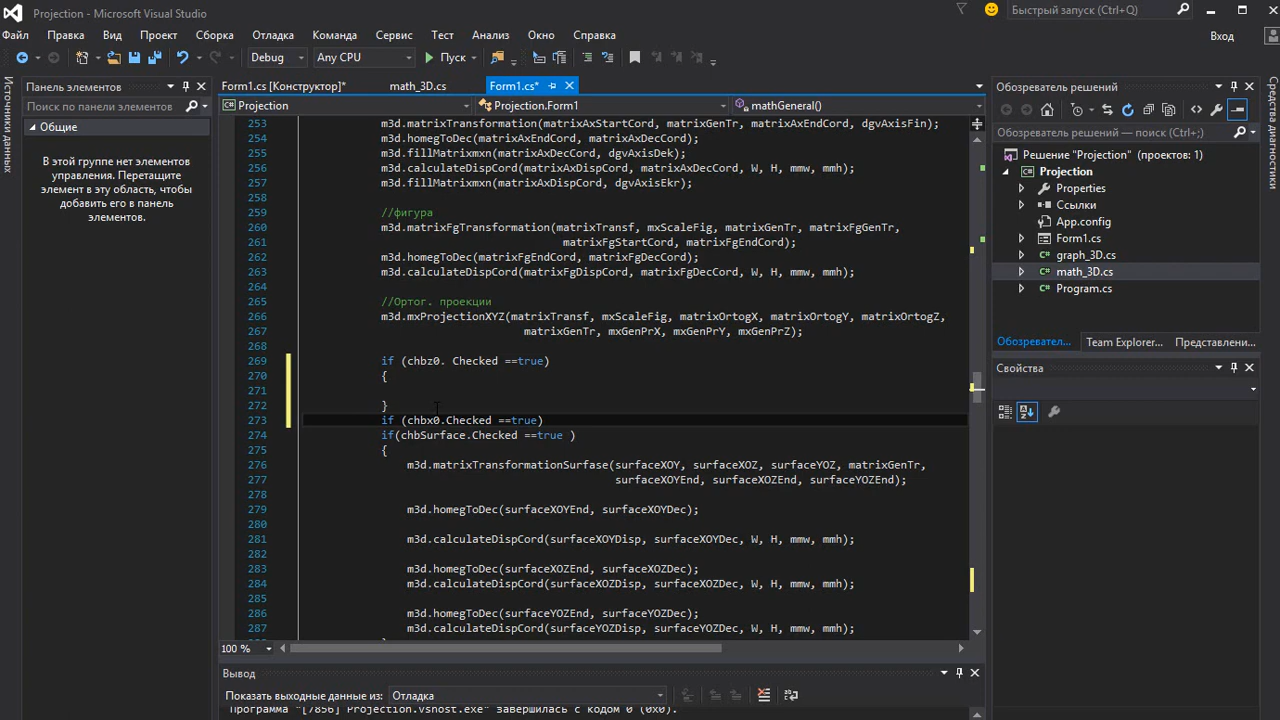 Projection - Microsoft Visual Studio
Быстрый запуск (Ctrl+Q)
Файл Правка Вид Проект Сборка Отладка Команда Сервис Тест Анализ Окно Справка
Вход
Debug Any CPU Пуск
Источники данных
Панель элементов
Поиск по панели элементов
Общие
В этой группе нет элементов
управления. Перетащите
элемент в эту область, чтобы
добавить его в панель
элементов.
Form1.cs [Конструктор]* math_3D.cs Form1.cs*
Projection Projection.Form1 mathGeneral()
253 m3d.matrixTransformation(matrixAxStartCord, matrixGenTr, matrixAxEndCord, dgvAxisFin);
254 m3d.homegToDec(matrixAxEndCord, matrixAxDecCord);
255 m3d.fillMatrixmxn(matrixAxDecCord, dgvAxisDek);
256 m3d.calculateDispCord(matrixAxDispCord, matrixAxDecCord, W, H, mmw, mmh);
257 m3d.fillMatrixmxn(matrixAxDispCord, dgvAxisEkr);
258
259 //фигура
260 m3d.matrixFgTransformation(matrixTransf, mxScaleFig, matrixGenTr, matrixFgGenTr,
261 matrixFgStartCord, matrixFgEndCord);
262 m3d.homegToDec(matrixFgEndCord, matrixFgDecCord);
263 m3d.calculateDispCord(matrixFgDispCord, matrixFgDecCord, W, H, mmw, mmh);
264
265 //Ортог. проекции
266 m3d.mxProjectionXYZ(matrixTransf, mxScaleFig, matrixOrtogX, matrixOrtogY, matrixOrtogZ,
267 matrixGenTr, mxGenPrX, mxGenPrY, mxGenPrZ);
268
269 if (chbz0. Checked ==true)
270 {
271
272 }
273 if (chbx0.Checked ==true)
274 if(chbSurface.Checked ==true )
275 {
276 m3d.matrixTransformationSurfase(surfaceXOY, surfaceXOZ, surfaceYOZ, matrixGenTr,
277 surfaceXOYEnd, surfaceXOZEnd, surfaceYOZEnd);
278
279 m3d.homegToDec(surfaceXOYEnd, surfaceXOYDec);
280
281 m3d.calculateDispCord(surfaceXOYDisp, surfaceXOYDec, W, H, mmw, mmh);
282
283 m3d.homegToDec(surfaceXOZEnd, surfaceXOZDec);
284 m3d.calculateDispCord(surfaceXOZDisp, surfaceXOZDec, W, H, mmw, mmh);
285
286 m3d.homegToDec(surfaceYOZEnd, surfaceYOZDec);
287 m3d.calculateDispCord(surfaceYOZDisp, surfaceYOZDec, W, H, mmw, mmh);
100 %
Вывод
Показать выходные данные из: Отладка
Программа "[7856] Projection.vshost.exe" завершилась с кодом 0 (0x0).
Обозреватель решений
Обозреватель решений — поиск (Ctrl+;)
Решение "Projection" (проектов: 1)
Projection
Properties
Ссылки
App.config
Form1.cs
graph_3D.cs
math_3D.cs
Program.cs
Обозревател... Team Explorer... Представлени...
Свойства
Средства образов